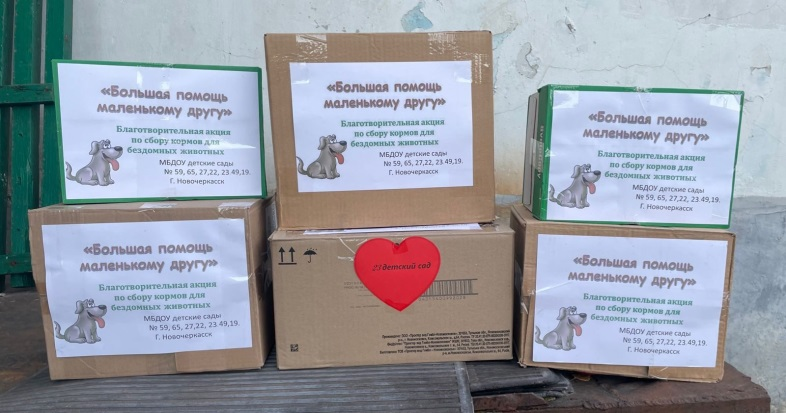 «Большая помощь
маленькому другу»
Благотворительная акция
по сбору кормов для
бездомных животных
МБДОУ детские сады
№ 59, 65, 27,22, 23 49,19.
Г. Новочеркасск
«Большая помощь
маленькому другу»
Благотворительная акция
по сбору кормов для
бездомных животных
МБДОУ детские сады
№ 59, 65, 27,22, 23 49,19.
Г. Новочеркасск
«Большая помощь
маленькому другу»
Благотворительная акция
по сбору кормов для
бездомных животных
МБДОУ детские сады
№ 59, 65, 27,22, 23 49,19.
Г. Новочеркасск
«Большая помощь
маленькому другу»
Благотворительная акция
по сбору кормов для
бездомных животных
МБДОУ детские сады
№ 59, 65, 27,22, 23 49,19.
Г. Новочеркасск
детский сад
«Большая помощь
маленькому другу»
Благотворительная акция
по сбору кормов для
бездомных животных
МБДОУ детские сады
№ 59, 65, 27,22, 23 49,19.
Г. Новочеркасск